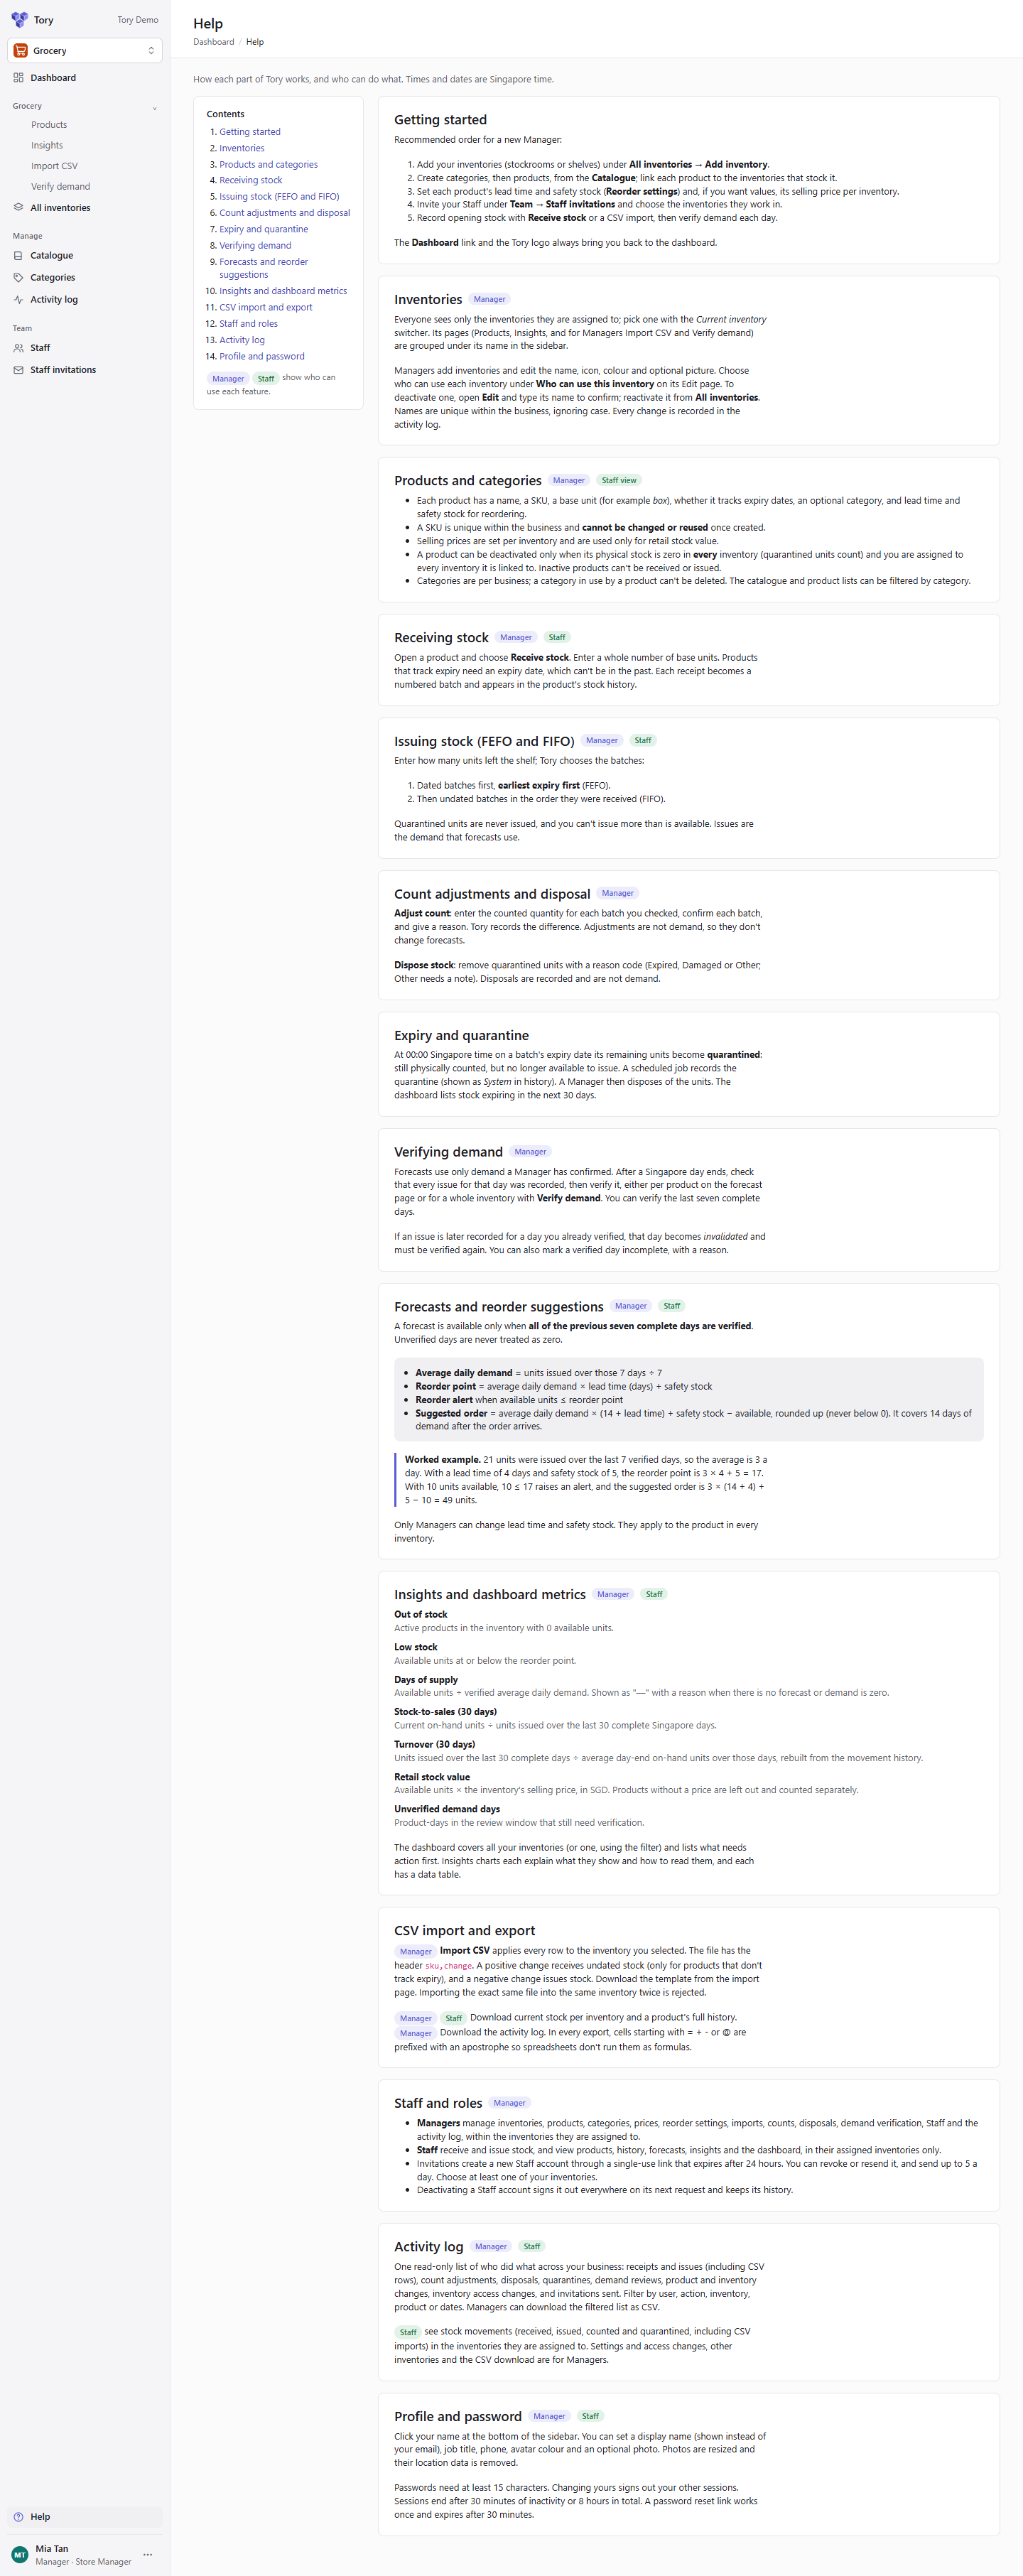 Tory
Tory Demo
Grocery
Dashboard
Grocery
Products
Insights
Import CSV
Verify demand
All inventories
Manage
Catalogue
Categories
Activity log
Team
Staff
Staff invitations
Help
MT
Mia Tan
Manager · Store Manager
Help
Dashboard / Help
How each part of Tory works, and who can do what. Times and dates are Singapore time.
Contents
1. Getting started
2. Inventories
3. Products and categories
4. Receiving stock
5. Issuing stock (FEFO and FIFO)
6. Count adjustments and disposal
7. Expiry and quarantine
8. Verifying demand
9. Forecasts and reorder
suggestions
10. Insights and dashboard metrics
11. CSV import and export
12. Staff and roles
13. Activity log
14. Profile and password
Manager Staff show who can
use each feature.
Getting started
Recommended order for a new Manager:
1. Add your inventories (stockrooms or shelves) under All inventories → Add inventory.
2. Create categories, then products, from the Catalogue; link each product to the inventories that stock it.
3. Set each product's lead time and safety stock (Reorder settings) and, if you want values, its selling price per inventory.
4. Invite your Staff under Team → Staff invitations and choose the inventories they work in.
5. Record opening stock with Receive stock or a CSV import, then verify demand each day.
The Dashboard link and the Tory logo always bring you back to the dashboard.
Inventories Manager
Everyone sees only the inventories they are assigned to; pick one with the Current inventory
switcher. Its pages (Products, Insights, and for Managers Import CSV and Verify demand)
are grouped under its name in the sidebar.
Managers add inventories and edit the name, icon, colour and optional picture. Choose
who can use each inventory under Who can use this inventory on its Edit page. To
deactivate one, open Edit and type its name to confirm; reactivate it from All inventories.
Names are unique within the business, ignoring case. Every change is recorded in the
activity log.
Products and categories Manager Staff view
• Each product has a name, a SKU, a base unit (for example box), whether it tracks expiry dates, an optional category, and lead time and
safety stock for reordering.
• A SKU is unique within the business and cannot be changed or reused once created.
• Selling prices are set per inventory and are used only for retail stock value.
• A product can be deactivated only when its physical stock is zero in every inventory (quarantined units count) and you are assigned to
every inventory it is linked to. Inactive products can't be received or issued.
• Categories are per business; a category in use by a product can't be deleted. The catalogue and product lists can be filtered by category.
Receiving stock Manager Staff
Open a product and choose Receive stock. Enter a whole number of base units. Products
that track expiry need an expiry date, which can't be in the past. Each receipt becomes a
numbered batch and appears in the product's stock history.
Issuing stock (FEFO and FIFO) Manager Staff
Enter how many units left the shelf; Tory chooses the batches:
1. Dated batches first, earliest expiry first (FEFO).
2. Then undated batches in the order they were received (FIFO).
Quarantined units are never issued, and you can't issue more than is available. Issues are
the demand that forecasts use.
Count adjustments and disposal Manager
Adjust count: enter the counted quantity for each batch you checked, confirm each batch,
and give a reason. Tory records the difference. Adjustments are not demand, so they don't
change forecasts.
Dispose stock: remove quarantined units with a reason code (Expired, Damaged or Other;
Other needs a note). Disposals are recorded and are not demand.
Expiry and quarantine
At 00:00 Singapore time on a batch's expiry date its remaining units become quarantined:
still physically counted, but no longer available to issue. A scheduled job records the
quarantine (shown as System in history). A Manager then disposes of the units. The
dashboard lists stock expiring in the next 30 days.
Verifying demand Manager
Forecasts use only demand a Manager has confirmed. After a Singapore day ends, check
that every issue for that day was recorded, then verify it, either per product on the forecast
page or for a whole inventory with Verify demand. You can verify the last seven complete
days.
If an issue is later recorded for a day you already verified, that day becomes invalidated and
must be verified again. You can also mark a verified day incomplete, with a reason.
Forecasts and reorder suggestions Manager Staff
A forecast is available only when all of the previous seven complete days are verified.
Unverified days are never treated as zero.
• Average daily demand = units issued over those 7 days ÷ 7
• Reorder point = average daily demand × lead time (days) + safety stock
• Reorder alert when available units ≤ reorder point
• Suggested order = average daily demand × (14 + lead time) + safety stock − available, rounded up (never below 0). It covers 14 days of
demand after the order arrives.
Worked example. 21 units were issued over the last 7 verified days, so the average is 3 a
day. With a lead time of 4 days and safety stock of 5, the reorder point is 3 × 4 + 5 = 17.
With 10 units available, 10 ≤ 17 raises an alert, and the suggested order is 3 × (14 + 4) +
5 − 10 = 49 units.
Only Managers can change lead time and safety stock. They apply to the product in every
inventory.
Insights and dashboard metrics Manager Staff
Out of stock
Active products in the inventory with 0 available units.
Low stock
Available units at or below the reorder point.
Days of supply
Available units ÷ verified average daily demand. Shown as "—" with a reason when there is no forecast or demand is zero.
Stock-to-sales (30 days)
Current on-hand units ÷ units issued over the last 30 complete Singapore days.
Turnover (30 days)
Units issued over the last 30 complete days ÷ average day-end on-hand units over those days, rebuilt from the movement history.
Retail stock value
Available units × the inventory's selling price, in SGD. Products without a price are left out and counted separately.
Unverified demand days
Product-days in the review window that still need verification.
The dashboard covers all your inventories (or one, using the filter) and lists what needs
action first. Insights charts each explain what they show and how to read them, and each
has a data table.
CSV import and export
Manager Import CSV applies every row to the inventory you selected. The file has the
header sku,change. A positive change receives undated stock (only for products that don't
track expiry), and a negative change issues stock. Download the template from the import
page. Importing the exact same file into the same inventory twice is rejected.
Manager Staff Download current stock per inventory and a product's full history.
Manager Download the activity log. In every export, cells starting with = + - or @ are
prefixed with an apostrophe so spreadsheets don't run them as formulas.
Staff and roles Manager
• Managers manage inventories, products, categories, prices, reorder settings, imports, counts, disposals, demand verification, Staff and the
activity log, within the inventories they are assigned to.
• Staff receive and issue stock, and view products, history, forecasts, insights and the dashboard, in their assigned inventories only.
• Invitations create a new Staff account through a single-use link that expires after 24 hours. You can revoke or resend it, and send up to 5 a
day. Choose at least one of your inventories.
• Deactivating a Staff account signs it out everywhere on its next request and keeps its history.
Activity log Manager Staff
One read-only list of who did what across your business: receipts and issues (including CSV
rows), count adjustments, disposals, quarantines, demand reviews, product and inventory
changes, inventory access changes, and invitations sent. Filter by user, action, inventory,
product or dates. Managers can download the filtered list as CSV.
Staff see stock movements (received, issued, counted and quarantined, including CSV
imports) in the inventories they are assigned to. Settings and access changes, other
inventories and the CSV download are for Managers.
Profile and password Manager Staff
Click your name at the bottom of the sidebar. You can set a display name (shown instead of
your email), job title, phone, avatar colour and an optional photo. Photos are resized and
their location data is removed.
Passwords need at least 15 characters. Changing yours signs out your other sessions.
Sessions end after 30 minutes of inactivity or 8 hours in total. A password reset link works
once and expires after 30 minutes.